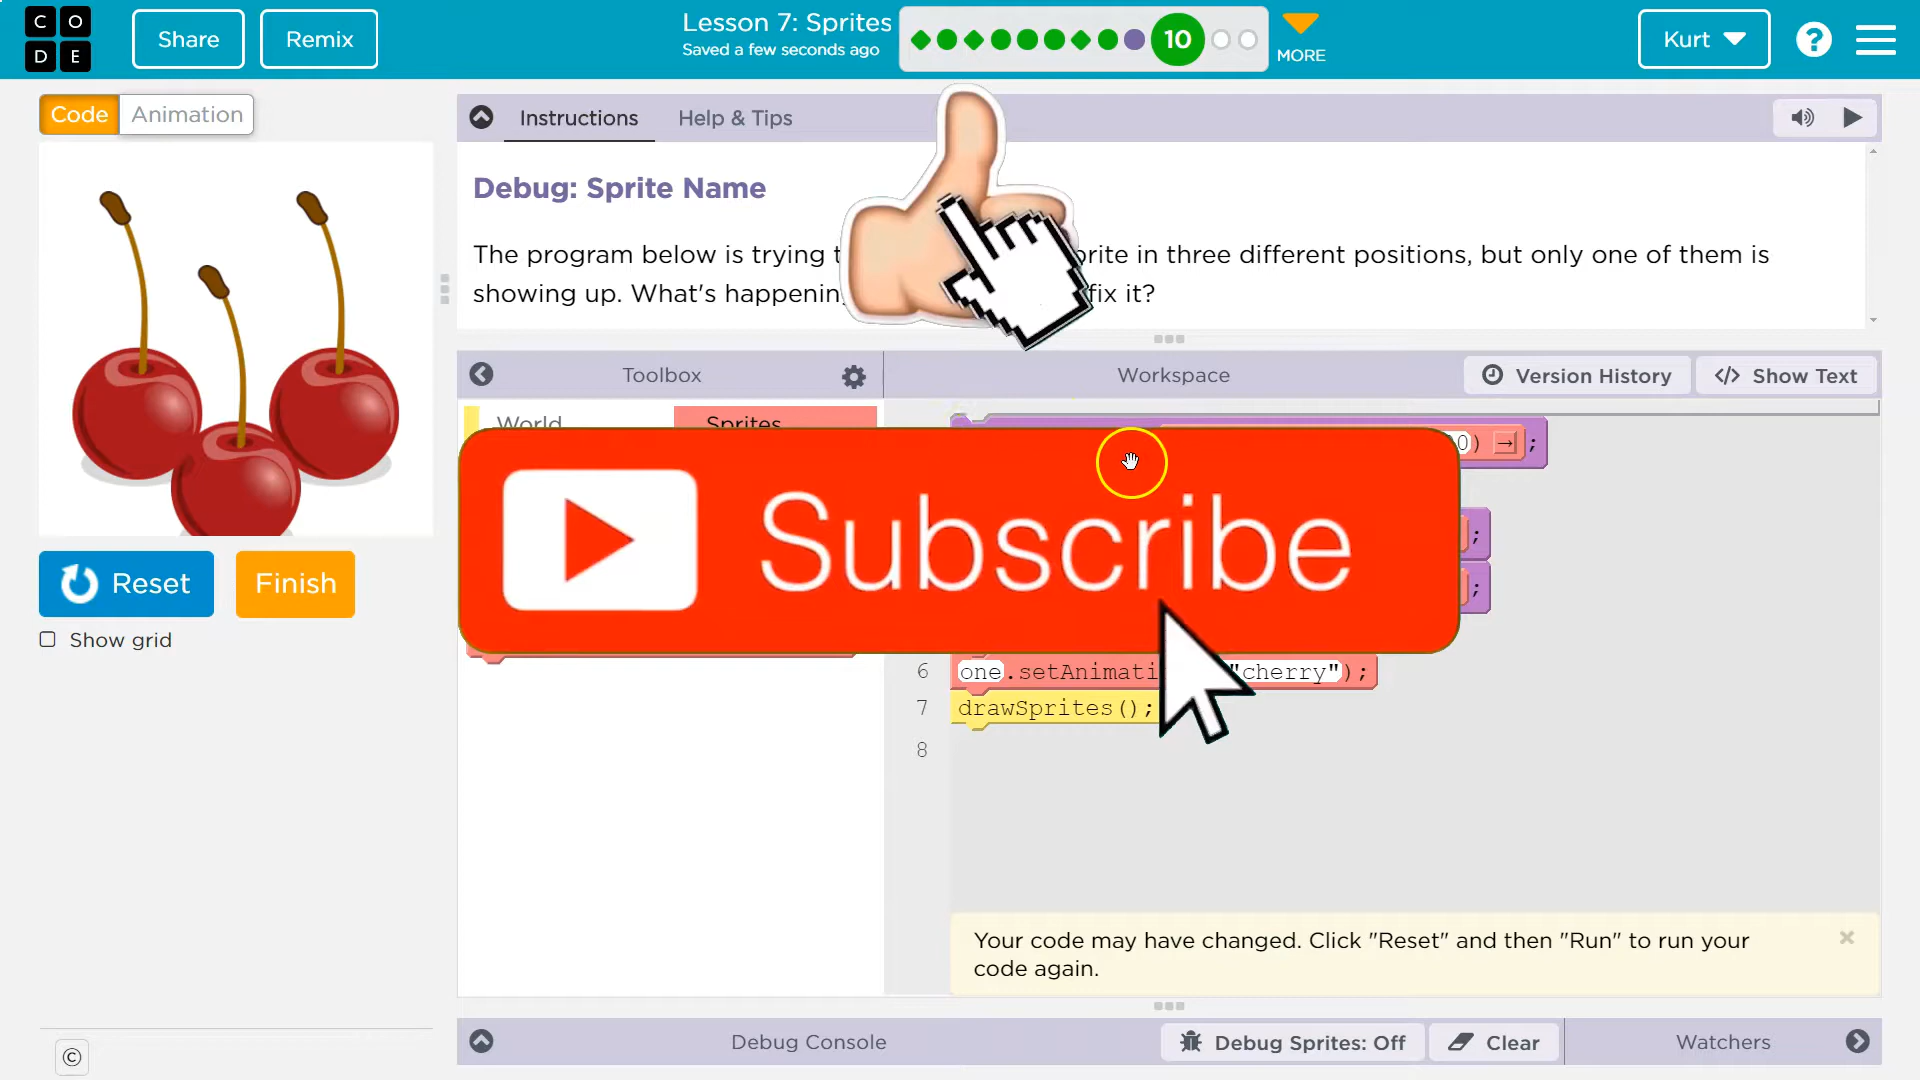 CO
DE
Share
Remix
Lesson 7: Sprites
Saved a few seconds ago
10
MORE
Kurt
?
Code
Animation
Instructions
Help & Tips
Debug: Sprite Name
The program below is trying rite in three different positions, but only one of them is
showing up. What's fix it?
Toolbox
Workspace
Version History
</> Show Text
World
Sprites
0) → ;
;
;
Subscribe
Reset
Finish
Show grid
6 one.setAnimati "cherry");
7 drawSprites();
8
Your code may have changed. Click "Reset" and then "Run" to run your
code again.
Debug Console
Debug Sprites: Off
Clear
Watchers
©